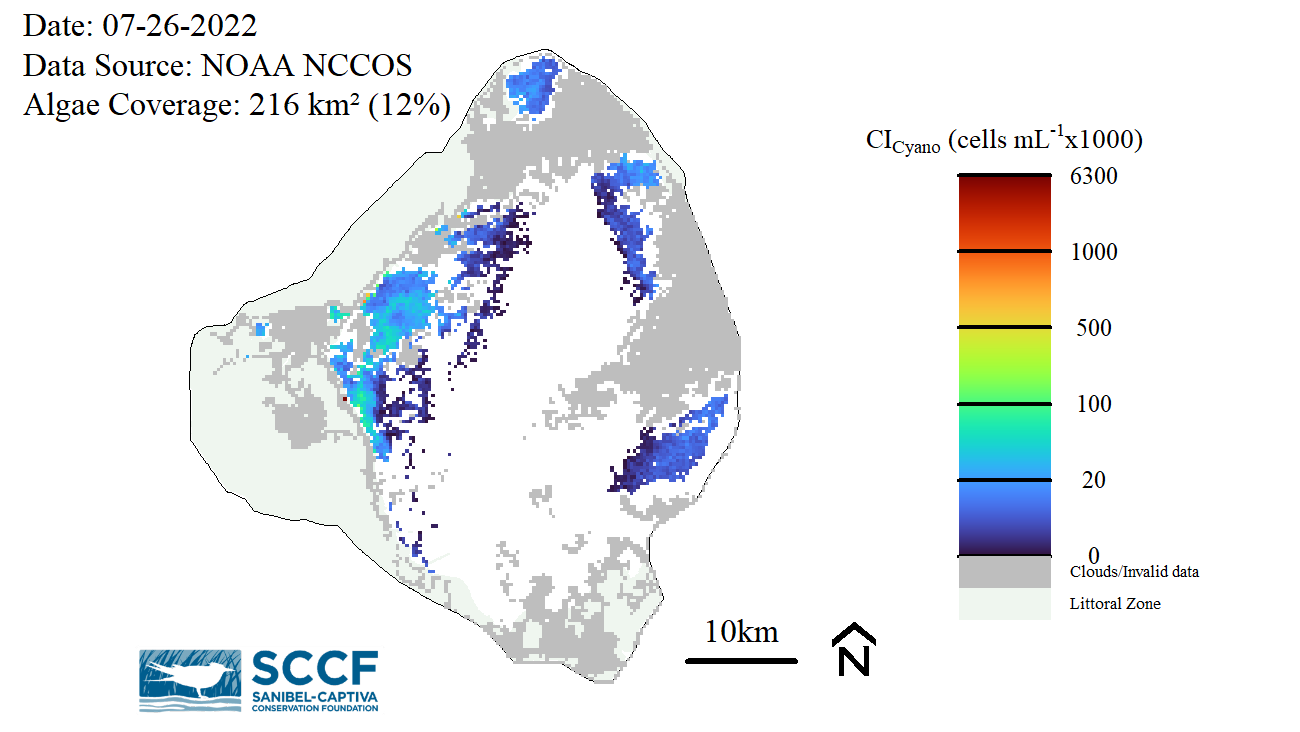 Date: 07-26-2022
Data Source: NOAA NCCOS
Algae Coverage: 216 km² (12%)
CICyano (cells mL-1x1000)
6300
1000
500
100
20
0
Clouds/Invalid data
Littoral Zone
10km
N
SCCF
SANIBEL-CAPTIVA
CONSERVATION FOUNDATION